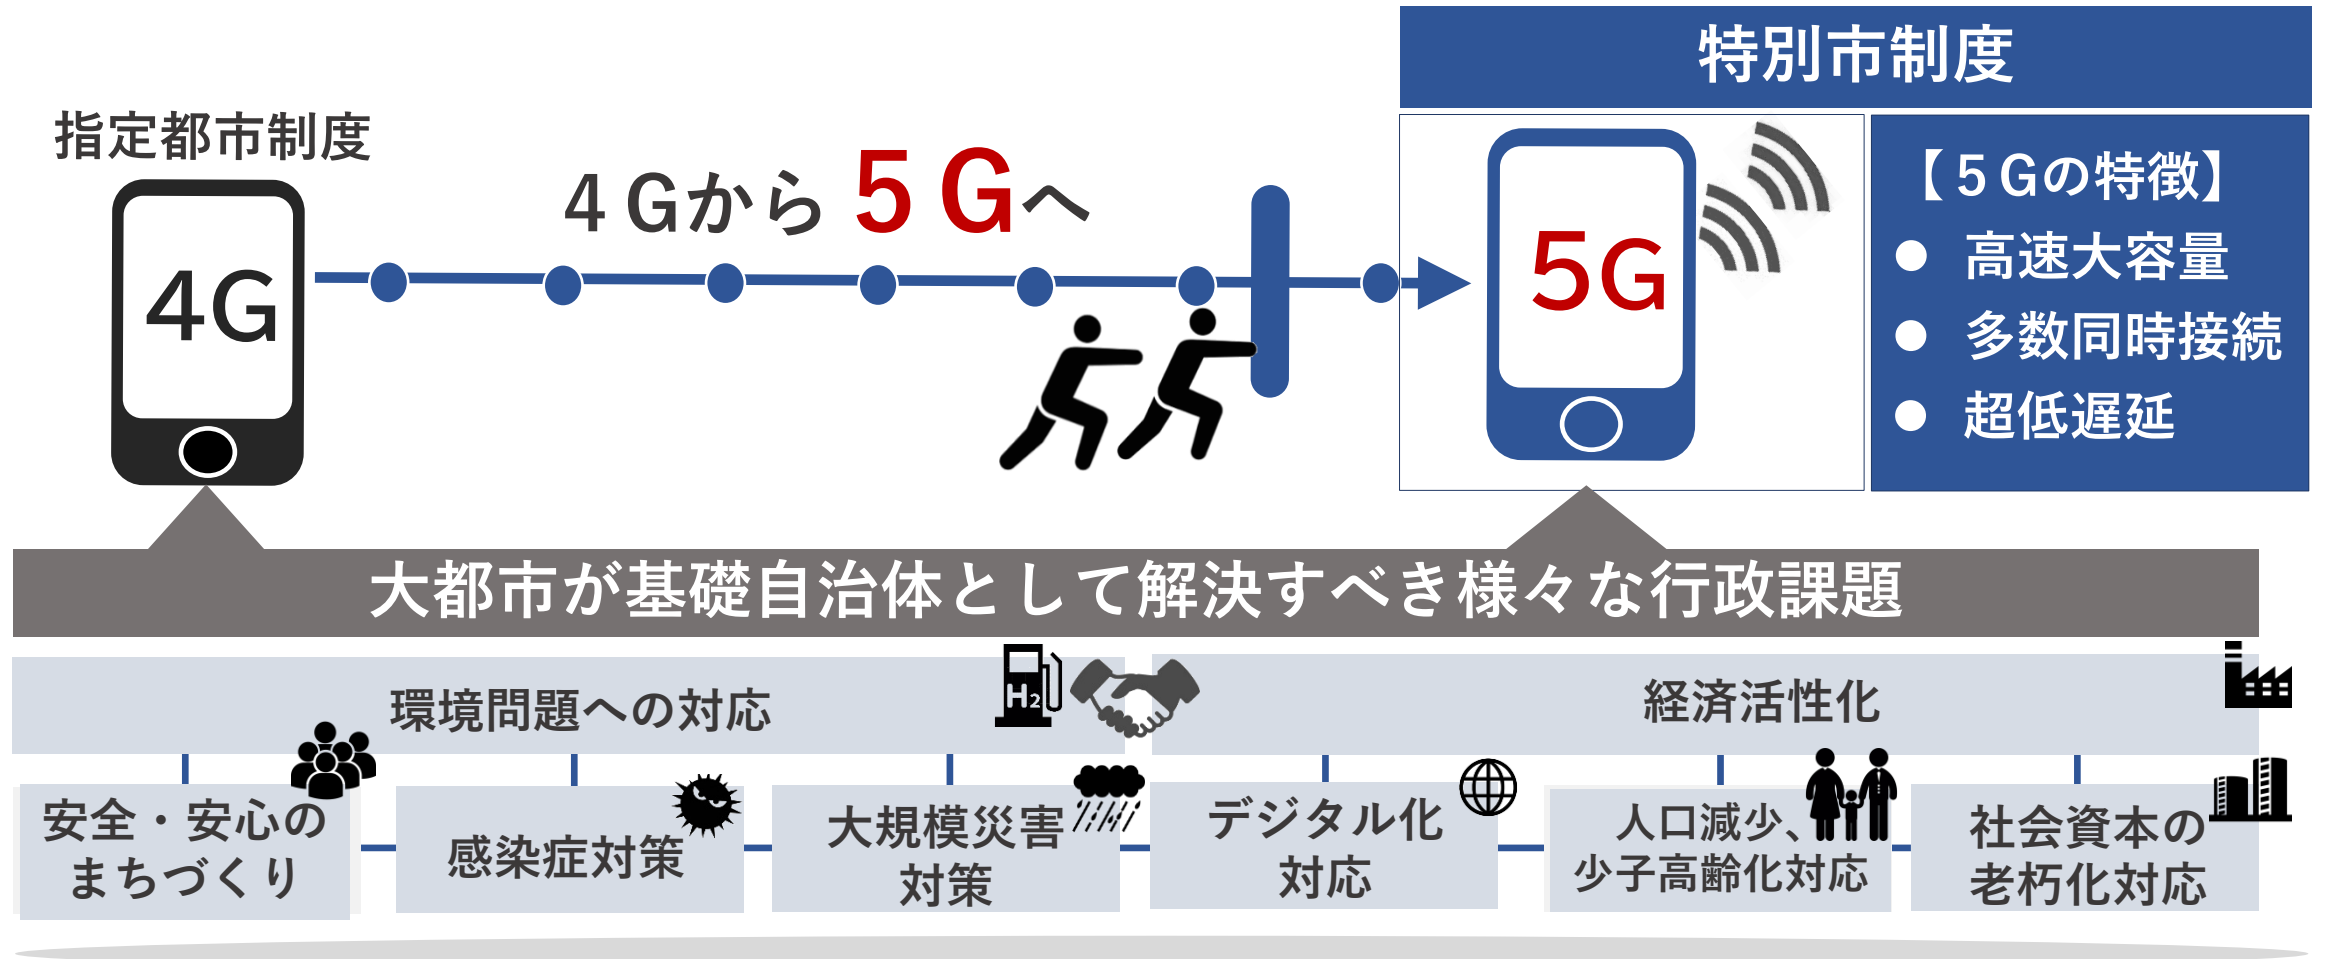 特別市制度
指定都市制度
4Gから5Gへ
4G
5G
【5Gの特徴】
● 高速大容量
● 多数同時接続
● 超低遅延
大都市が基礎自治体として解決すべき様々な行政課題
環境問題への対応
H2
経済活性化
安全・安心の
まちづくり
感染症対策
大規模災害
対策
デジタル化
対応
人口減少、
少子高齢化対応
社会資本の
老朽化対応